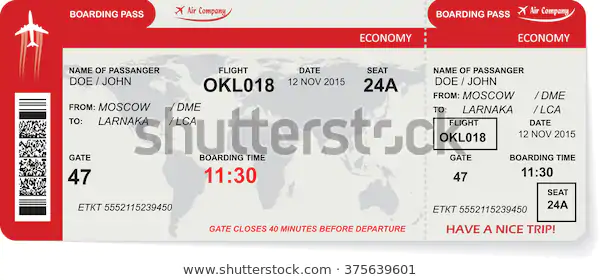 BOARDING PASS
Air Company
ECONOMY
NAME OF PASSANGER
DOE / JOHN
FLIGHT
OKL018
DATE
12 NOV 2015
SEAT
24A
FROM: MOSCOW / DME
TO: LARNAKA / LCA
GATE
47
BOARDING TIME
11:30
ETKT 5552115239450
GATE CLOSES 40 MINUTES BEFORE DEPARTURE
BOARDING PASS
Air Company
ECONOMY
NAME OF PASSANGER
DOE / JOHN
FROM: MOSCOW / DME
TO: LARNAKA / LCA
FLIGHT
OKL018
DATE
12 NOV 2015
GATE
47
BOARDING TIME
11:30
SEAT
24A
ETKT 5552115239450
HAVE A NICE TRIP!
shutterstock
www.shutterstock.com · 375639601